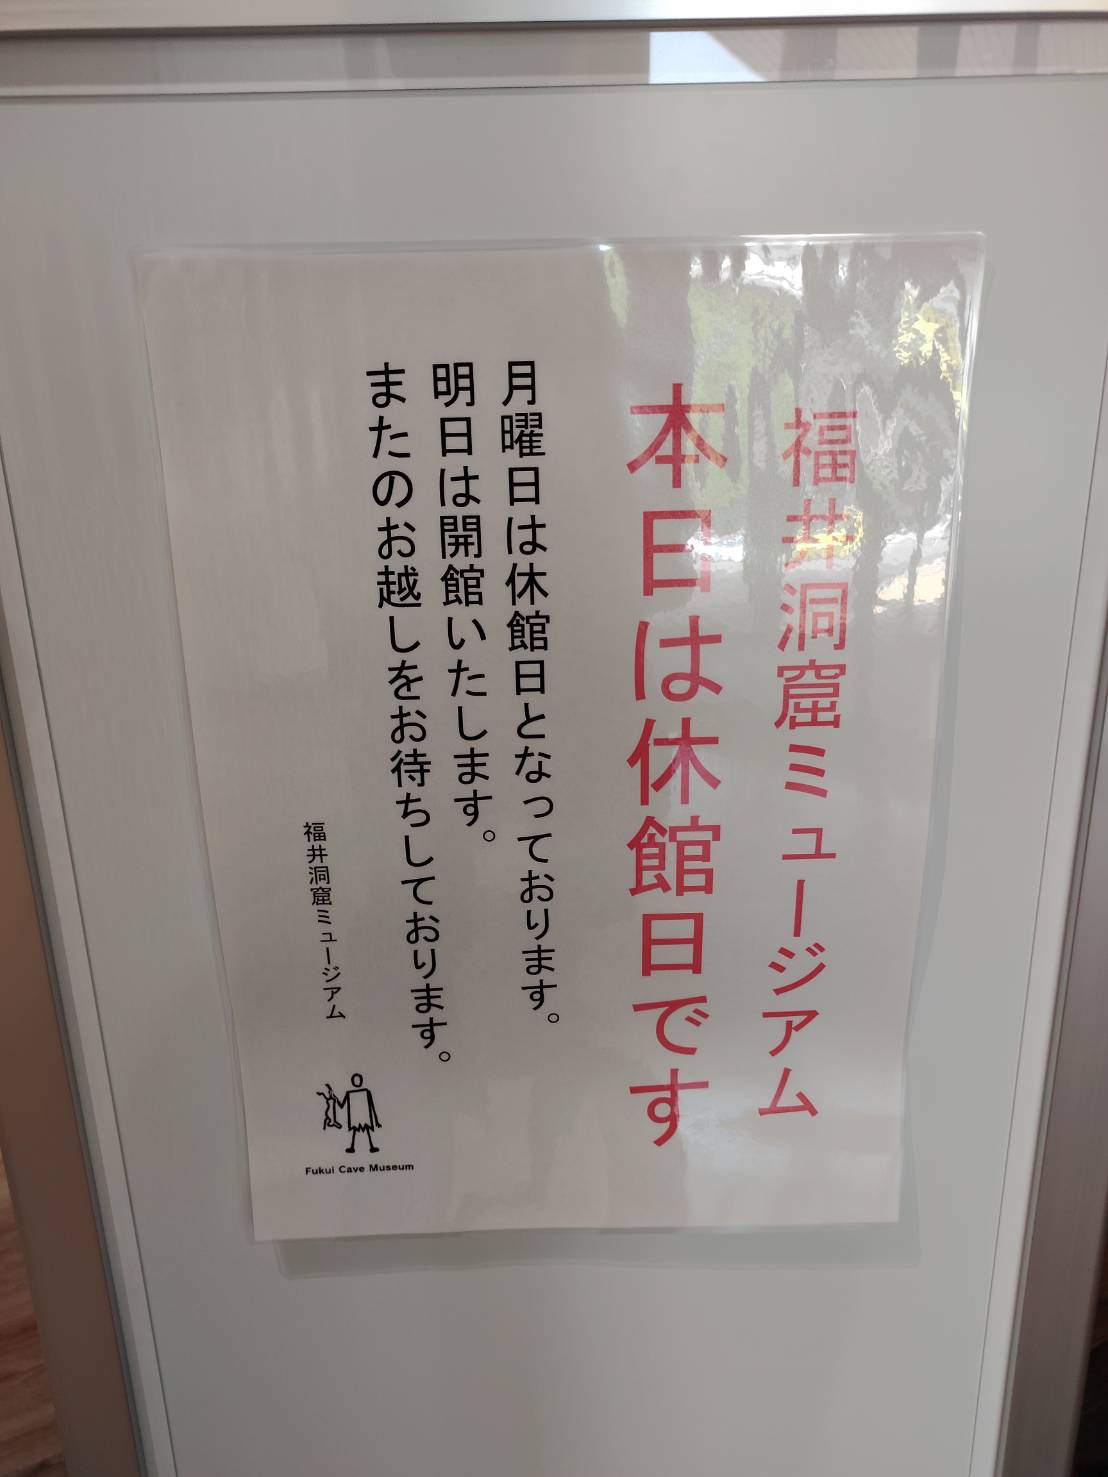 福井洞窟ミュージアム
本日は休館日です
月曜日は休館日となっております。
明日は開館いたします。
またのお越しをお待ちしております。
福井洞窟ミュージアム
Fukui Cave Museum